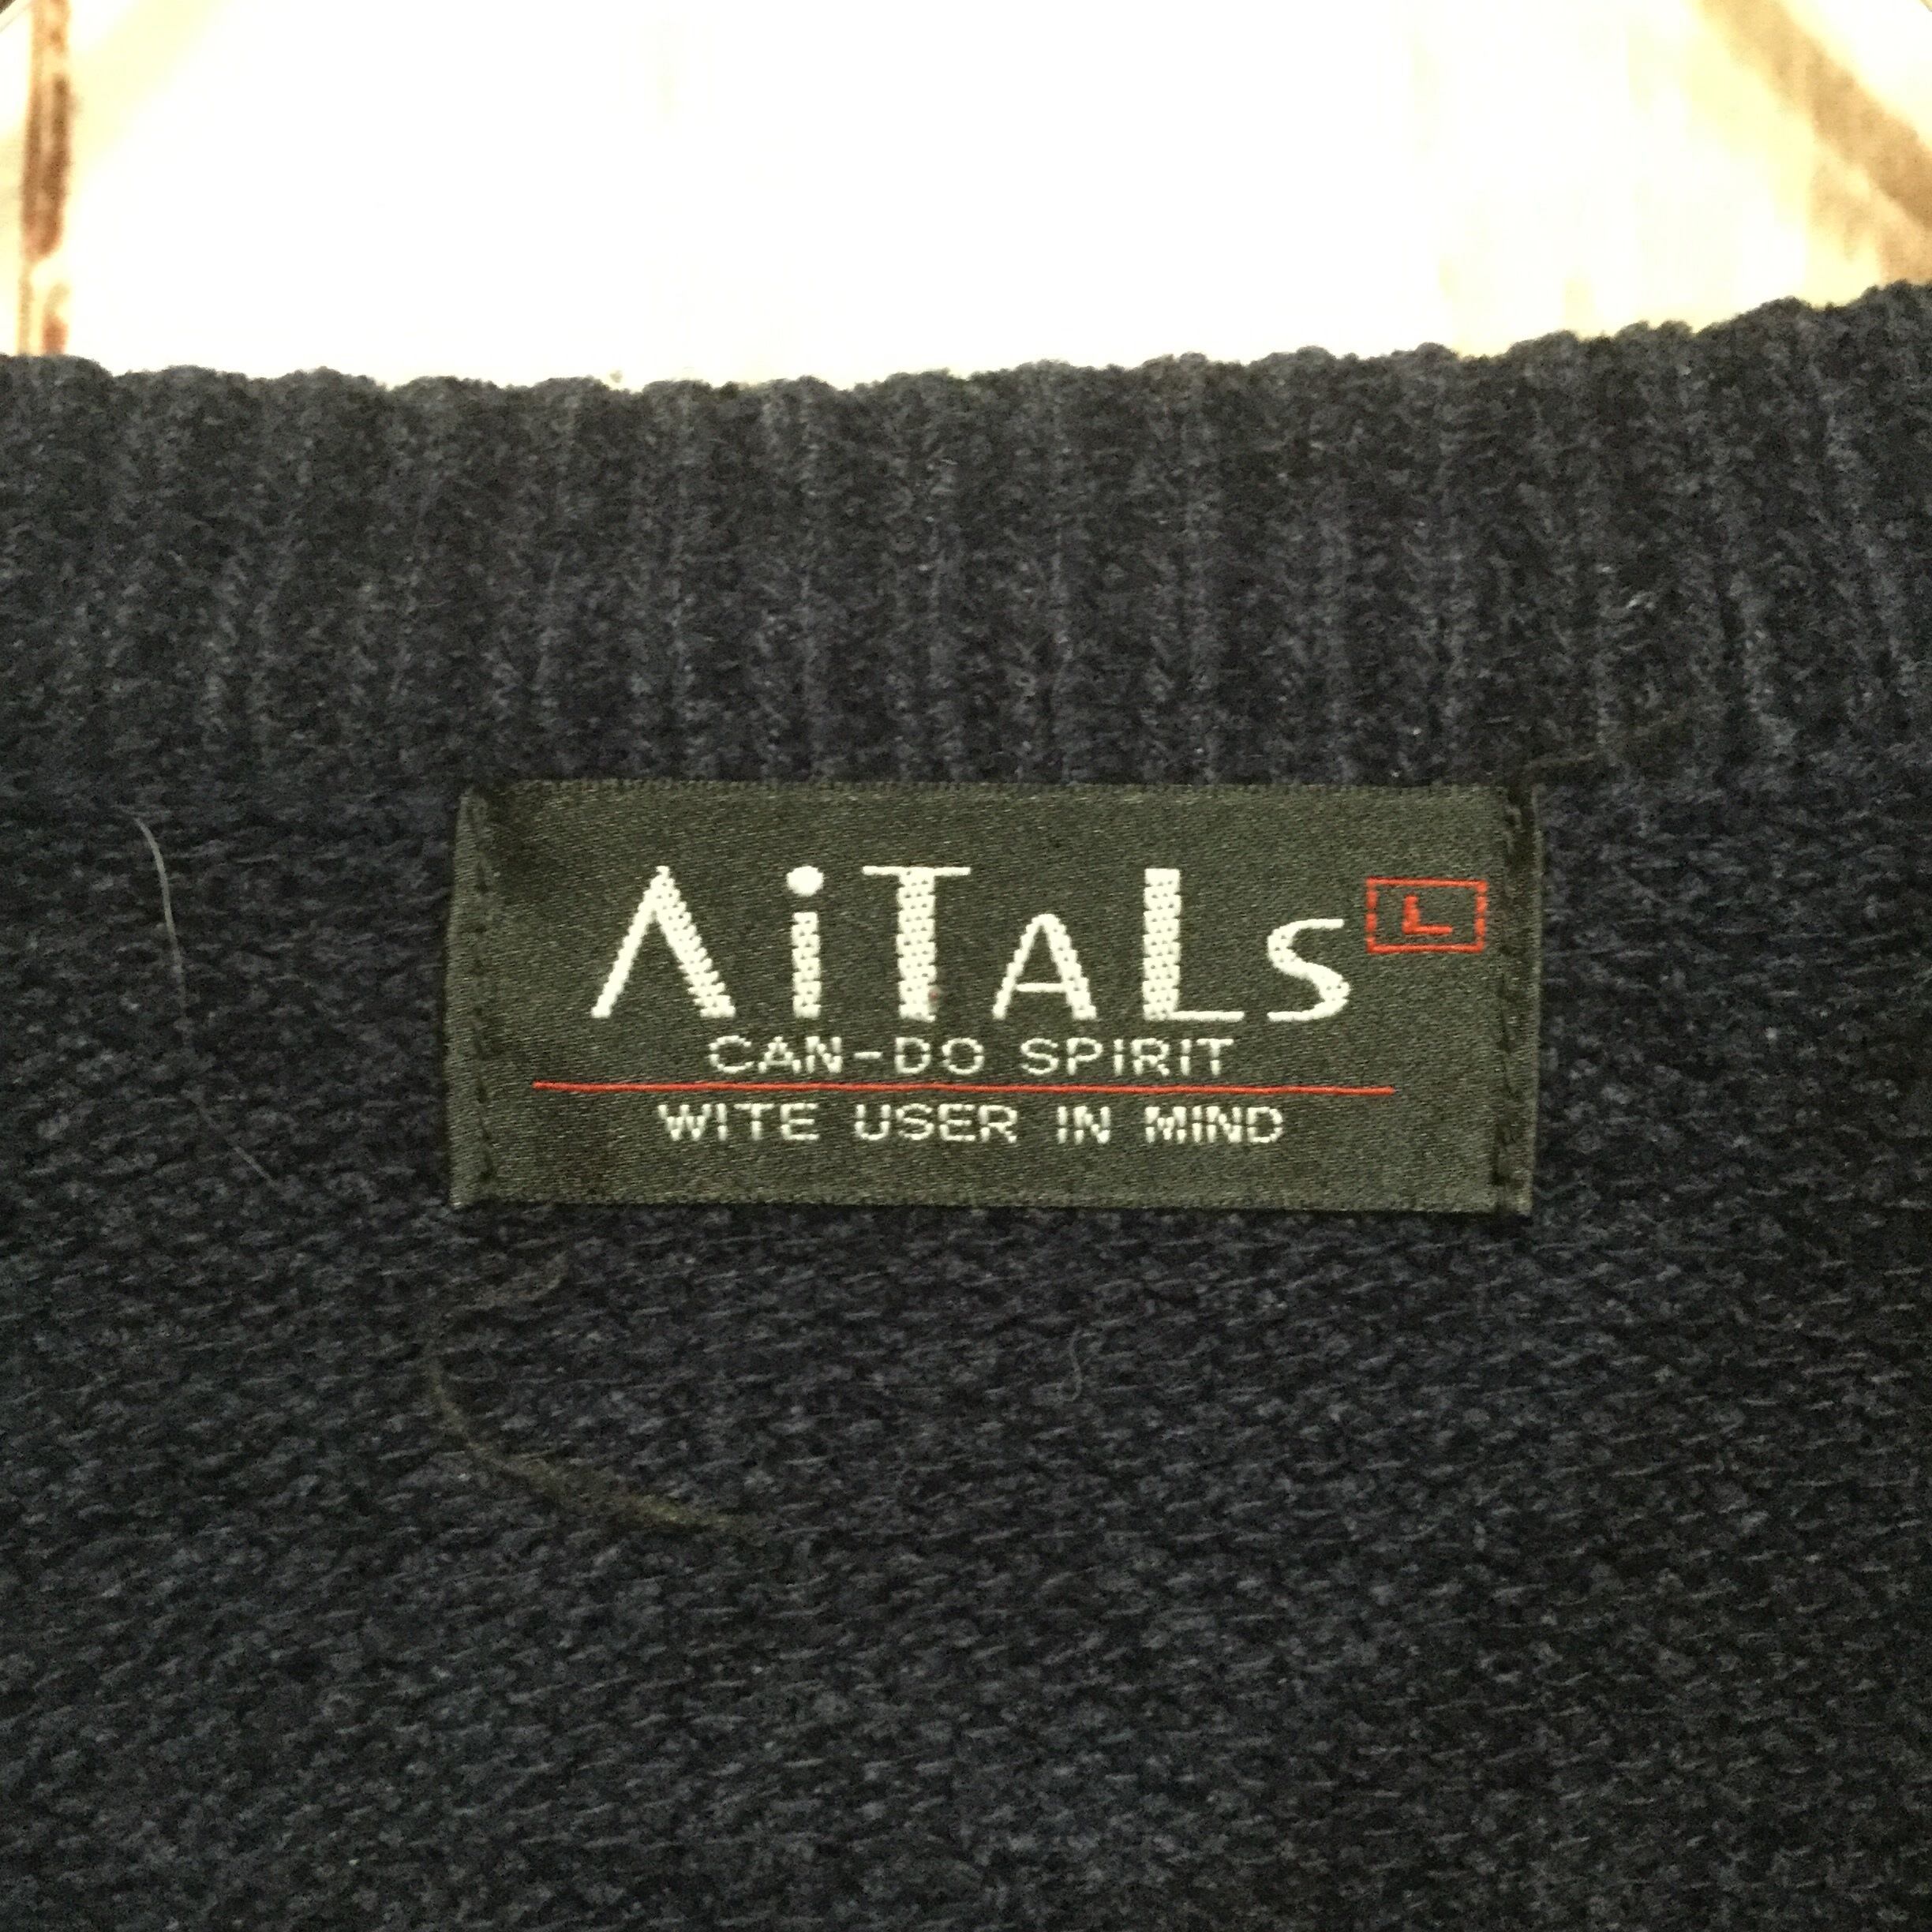 AiTaLs L
CAN-DO SPIRIT
WITE USER IN MIND